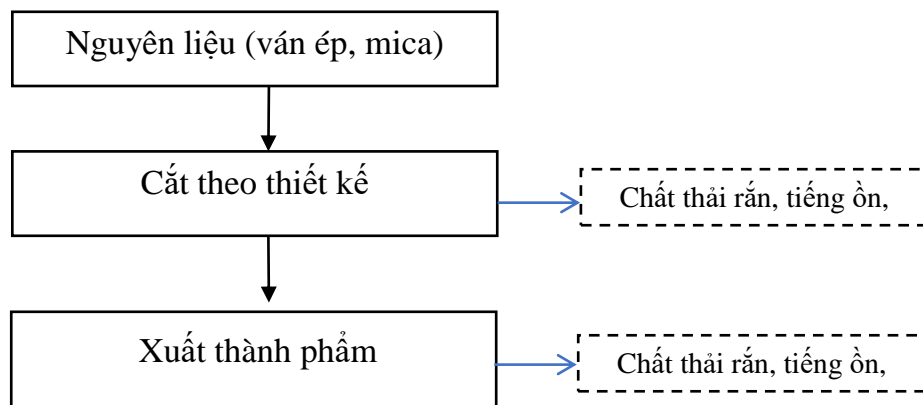 Nguyên liệu (ván ép, mica)
Cắt theo thiết kế
Chất thải rắn, tiếng ồn,
Xuất thành phẩm
Chất thải rắn, tiếng ồn,